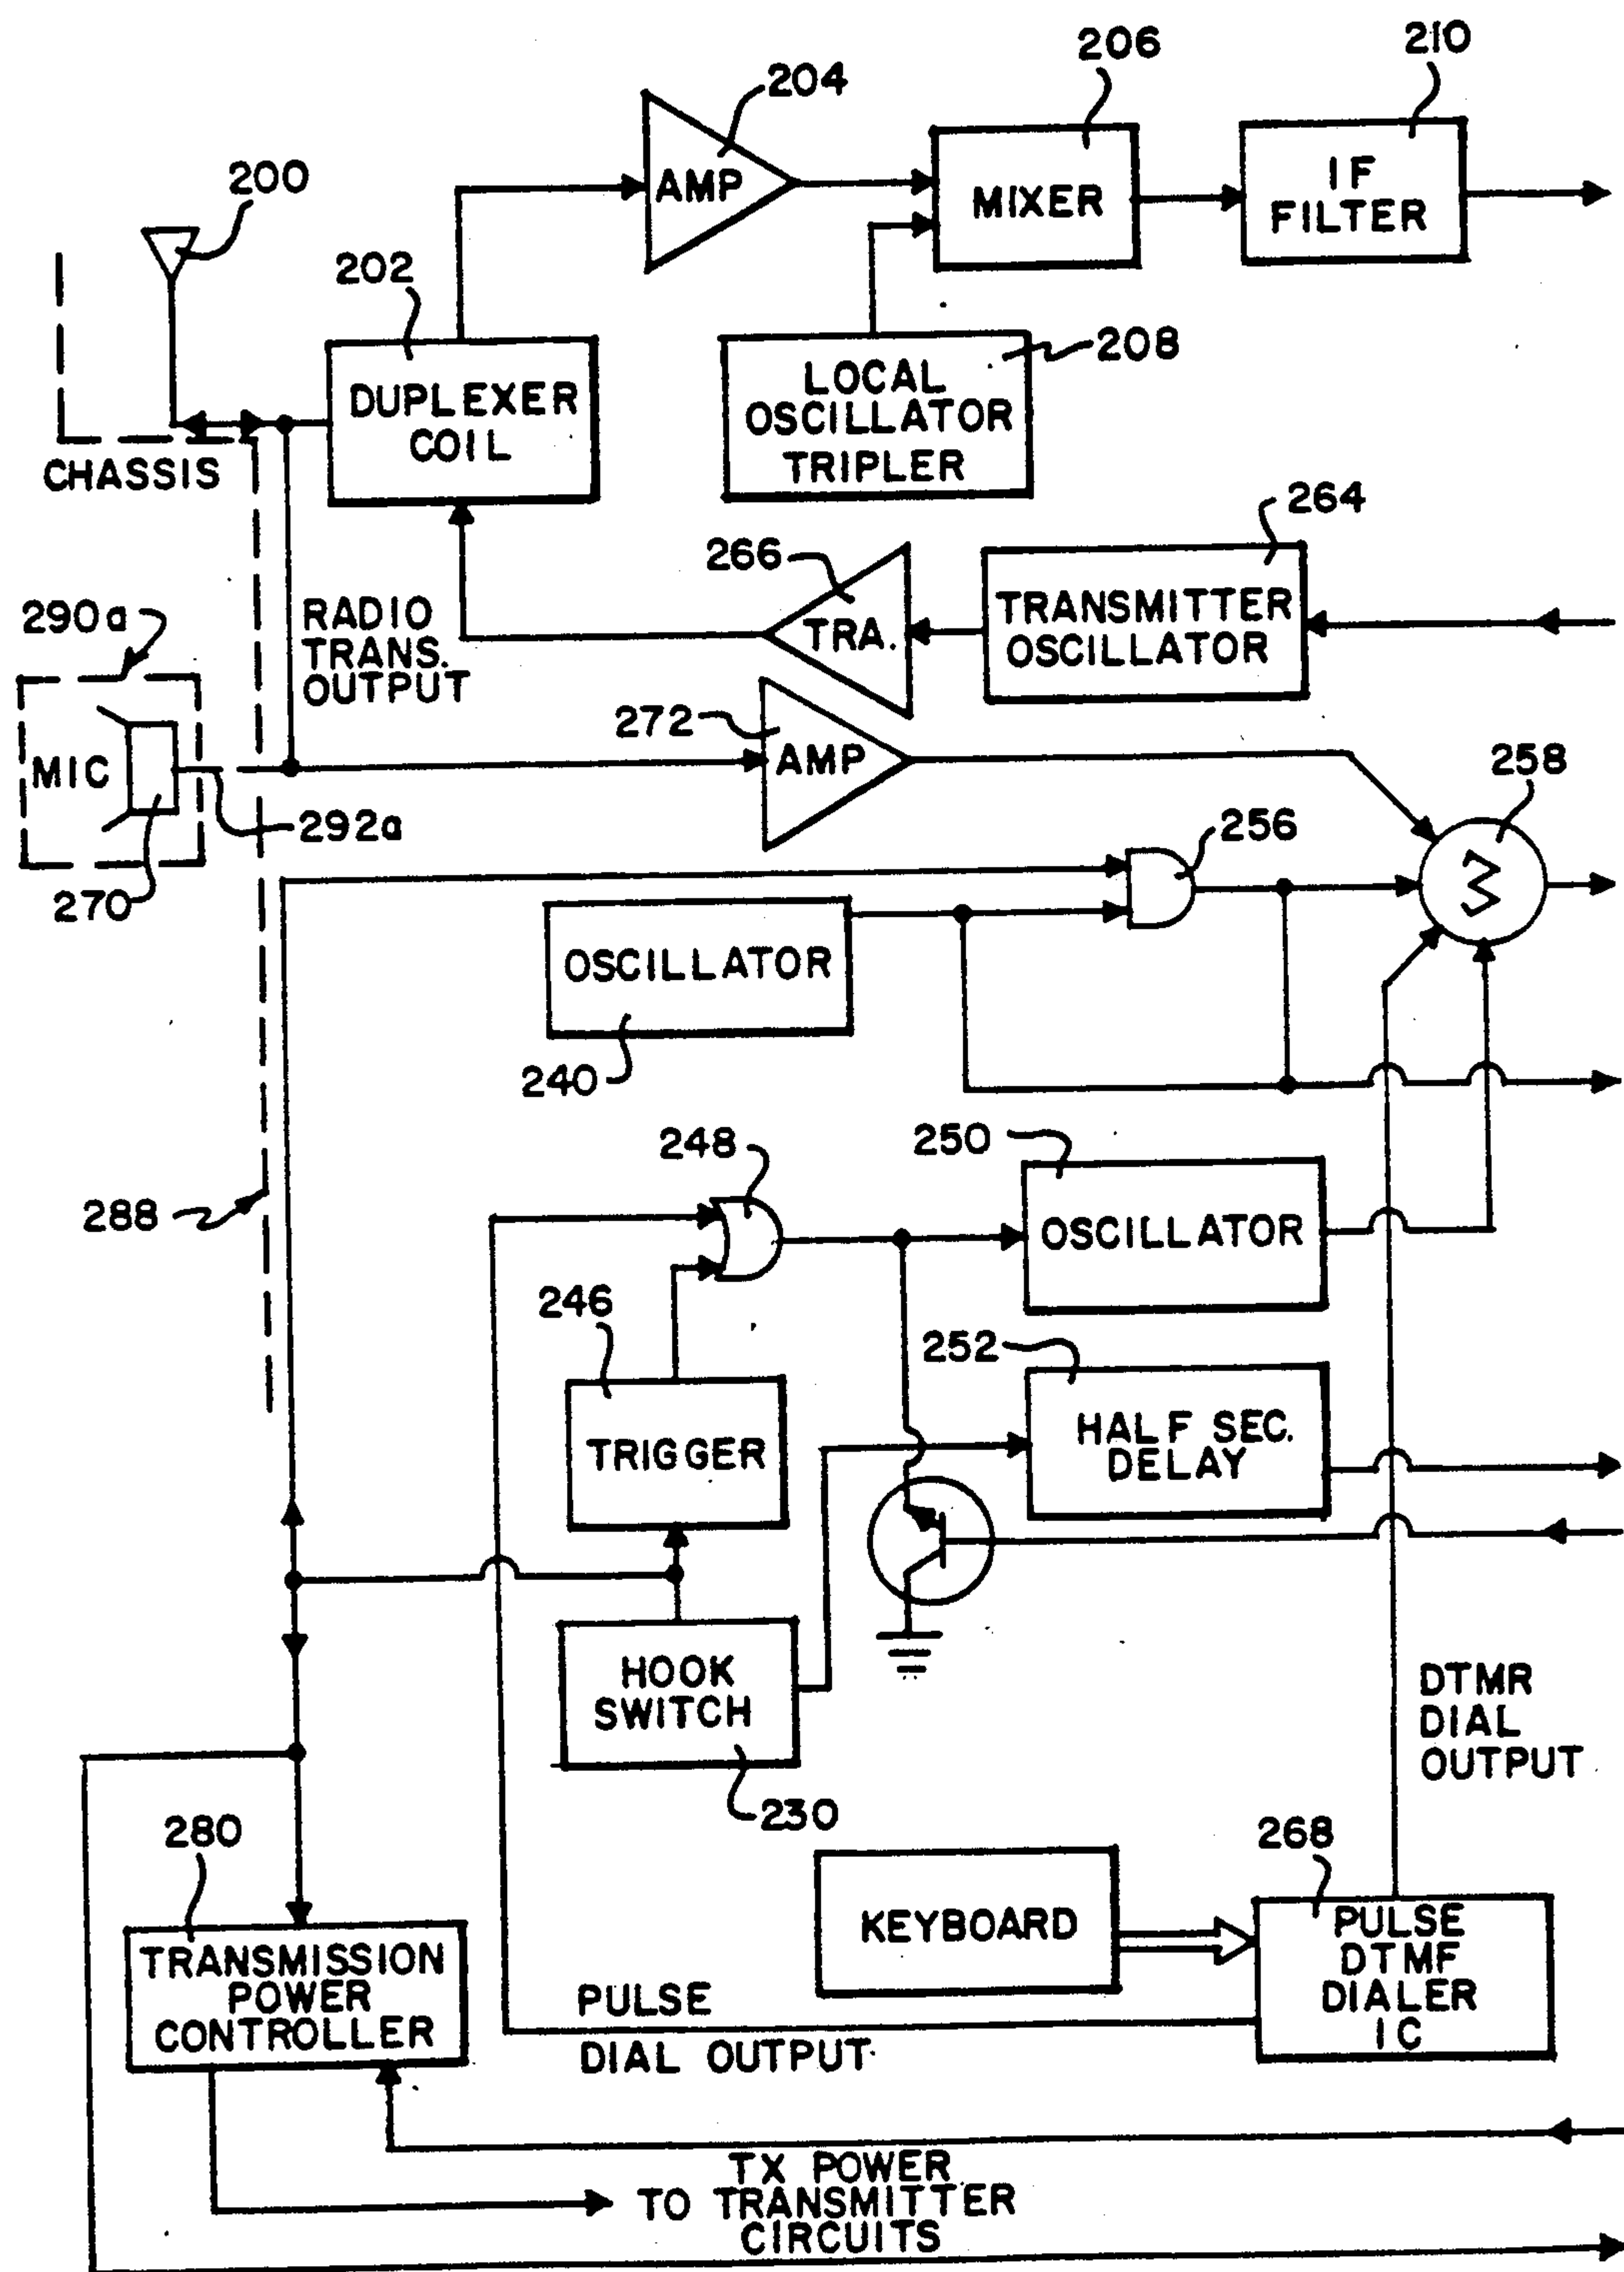 204
206
210
200
AMP
MIXER
IF
FILTER
202
208
DUPLEXER
COIL
LOCAL
OSCILLATOR
TRIPLER
CHASSIS
264
266
290a
RADIO
TRANS.
OUTPUT
TRA.
TRANSMITTER
OSCILLATOR
272
MIC
AMP
258
292a
256
270
Σ
OSCILLATOR
240
248
250
288
OSCILLATOR
246
252
TRIGGER
HALF SEC.
DELAY
HOOK
SWITCH
DTMR
DIAL
OUTPUT
230
280
268
KEYBOARD
PULSE
DTMF
DIALER
IC
TRANSMISSION
POWER
CONTROLLER
PULSE
DIAL OUTPUT
TX POWER
TO TRANSMITTER
CIRCUITS